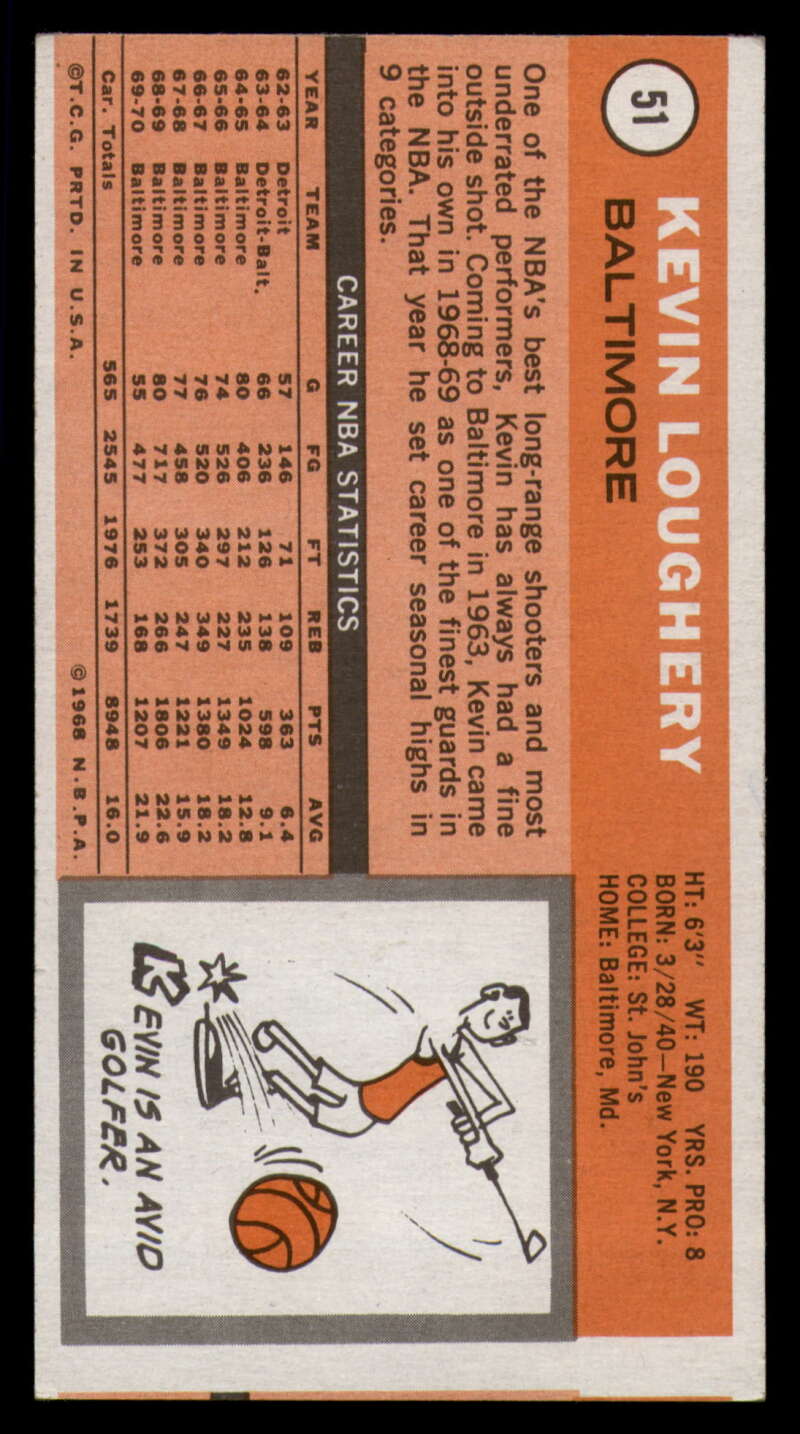 51
KEVIN LOUGHERY
BALTIMORE
HT: 6'3" WT: 190 YRS. PRO: 8
BORN: 3/28/40—New York, N.Y.
COLLEGE: St. John's
HOME: Baltimore, Md.
One of the NBA's best long-range shooters and most
underrated performers, Kevin has always had a fine
outside shot. Coming to Baltimore in 1963, Kevin came
into his own in 1968-69 as one of the finest guards in
the NBA. That year he set career seasonal highs in
9 categories.
CAREER NBA STATISTICS
YEAR TEAM G FG FT REB PTS AVG
62-63 Detroit 57 146 71 109 363 6.4
63-64 Detroit-Balt. 66 236 126 138 598 9.1
64-65 Baltimore 80 406 212 235 1024 12.8
65-66 Baltimore 74 526 297 227 1349 18.2
66-67 Baltimore 76 520 340 349 1380 18.2
67-68 Baltimore 77 458 305 247 1221 15.9
68-69 Baltimore 80 717 372 266 1806 22.6
69-70 Baltimore 55 477 253 168 1207 21.9
Car. Totals 565 2545 1976 1739 8948 16.0
©T.C.G. PRTD. IN U.S.A. ©1968 N.B.P.A.
KEVIN IS AN AVID
GOLFER.